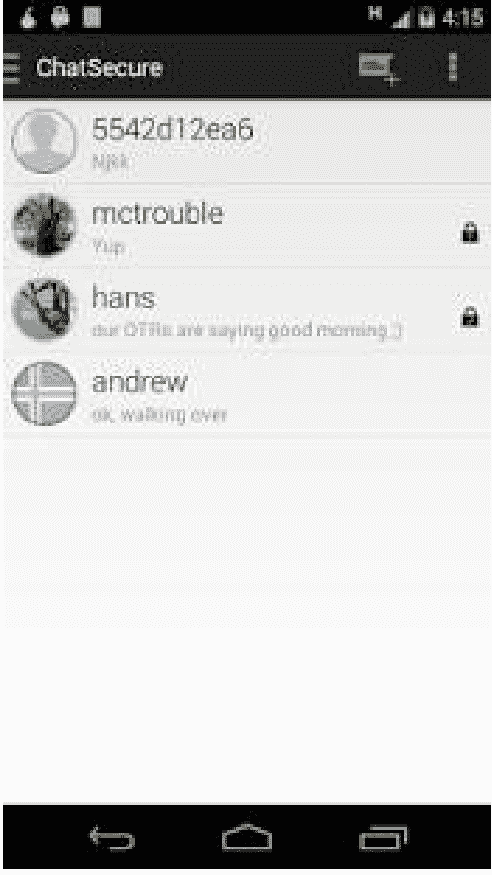 H 4:15
ChatSecure
5542d12ea6
mctrouble
Yup
hans
our OTRs are saying good morning :)
andrew
ok, walking over